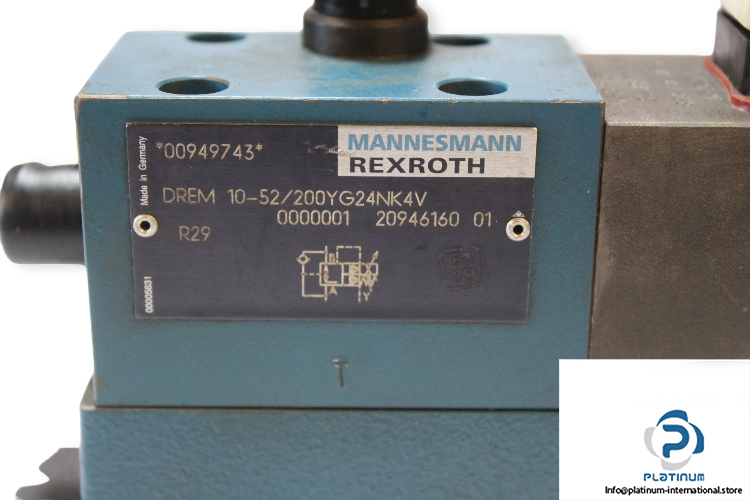 MANNESMANN
REXROTH
*00949743*
Made in Germany
DREM 10-52/200YG24NK4V
0000001 20946160 01
R29
00005631
B
A Y
T
P
PLATINUM
Info@platinum-international.store